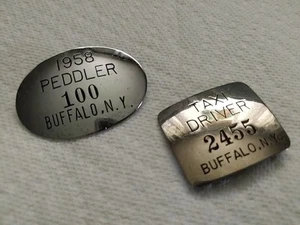 1958
PEDDLER
100
BUFFALO, N.Y.
TAXI
DRIVER
2455
BUFFALO, N.Y.